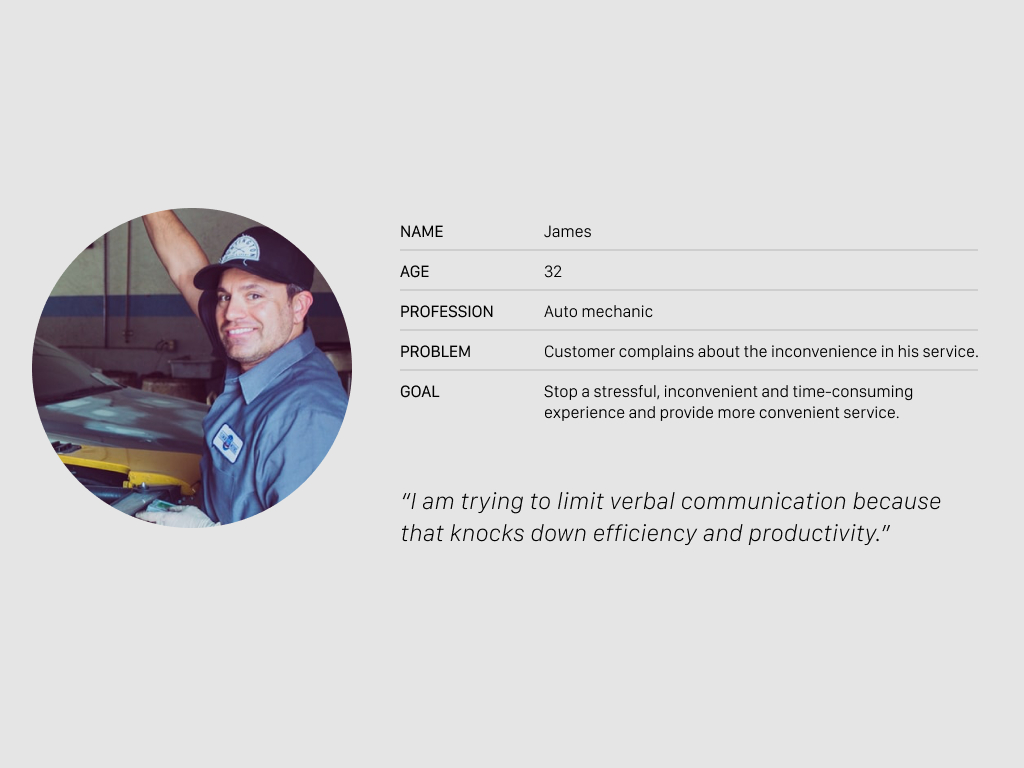 NAME James
AGE 32
PROFESSION Auto mechanic
PROBLEM Customer complains about the inconvenience in his service.
GOAL Stop a stressful, inconvenient and time-consuming
experience and provide more convenient service.
“I am trying to limit verbal communication because
that knocks down efficiency and productivity.”